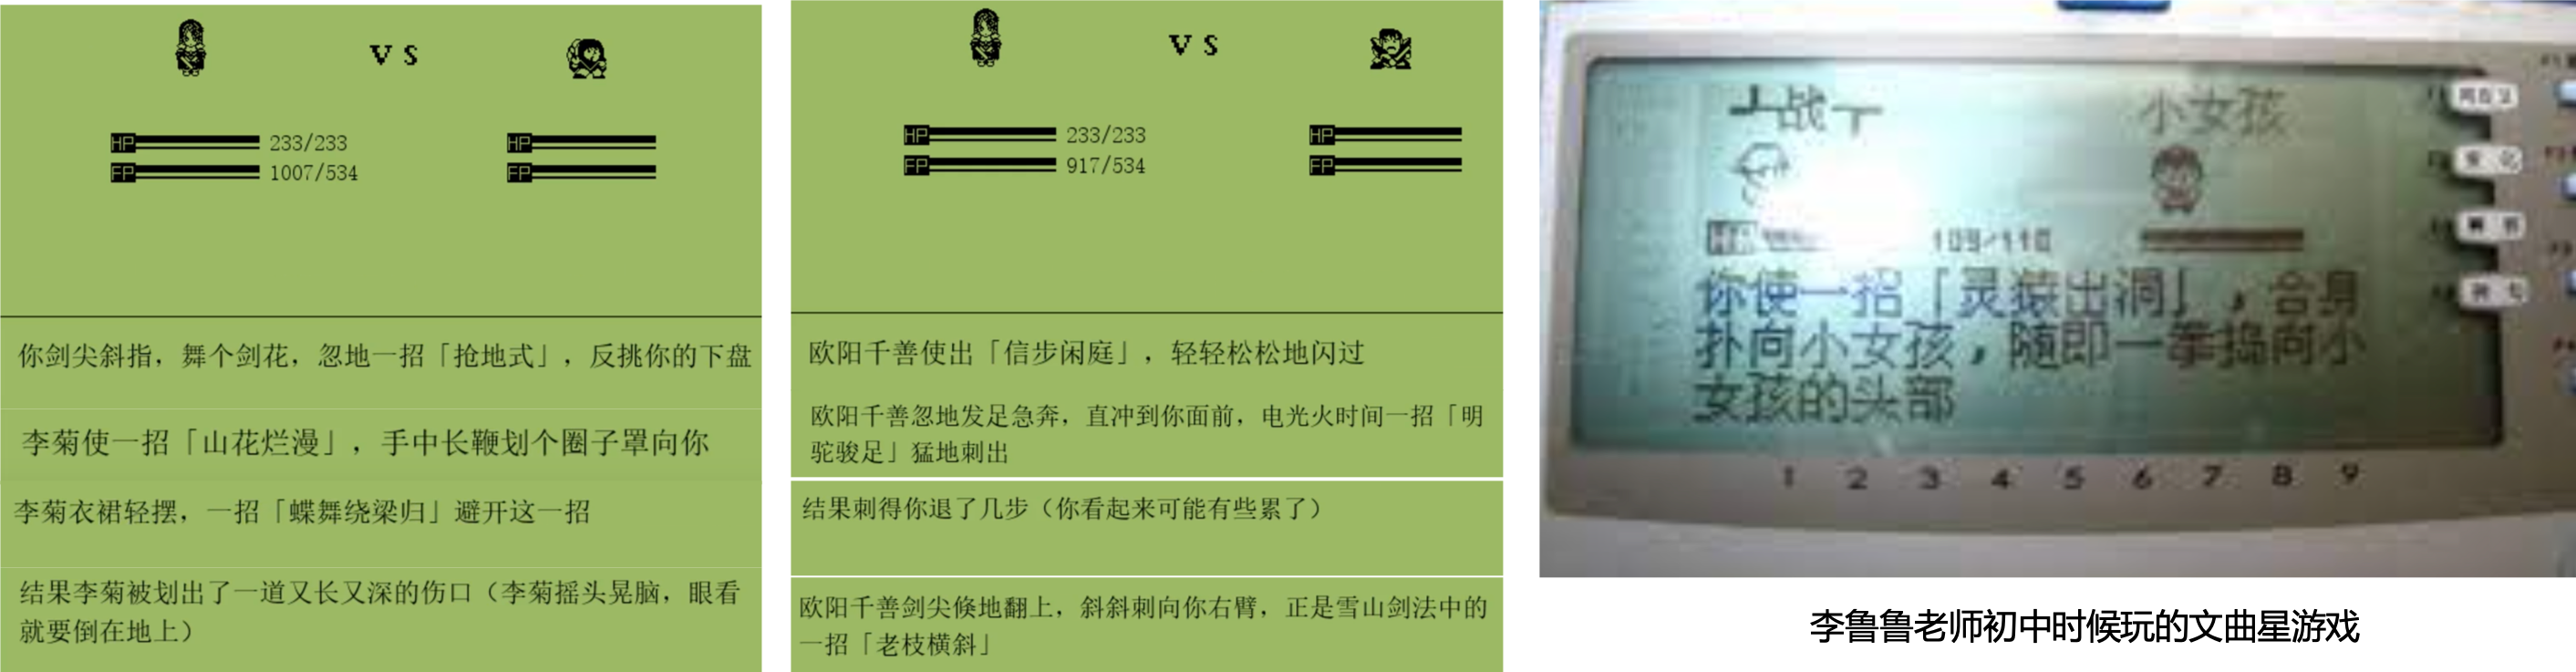 VS
HP 233/233
FP 1007/534
HP
FP
你剑尖斜指，舞个剑花，忽地一招「抢地式」，反挑你的下盘
李菊使一招「山花烂漫」，手中长鞭划个圈子罩向你
李菊衣裙轻摆，一招「蝶舞绕梁归」避开这一招
结果李菊被划出了一道又长又深的伤口（李菊摇头晃脑，眼看
就要倒在地上）
VS
HP 233/233
FP 917/534
HP
FP
欧阳千善使出「信步闲庭」，轻轻松松地闪过
欧阳千善忽地发足急奔，直冲到你面前，电光火时间一招「明
驼骏足」猛地刺出
结果刺得你退了几步（你看起来可能有些累了）
欧阳千善剑尖倏地翻上，斜斜刺向你右臂，正是雪山剑法中的
一招「老枝横斜」
战
小女孩
109/110
你使一招「灵猿出洞」，合身
扑向小女孩，随即一拳捣向小
女孩的头部
1 2 3 4 5 6 7 8 9
李鲁鲁老师初中时候玩的文曲星游戏